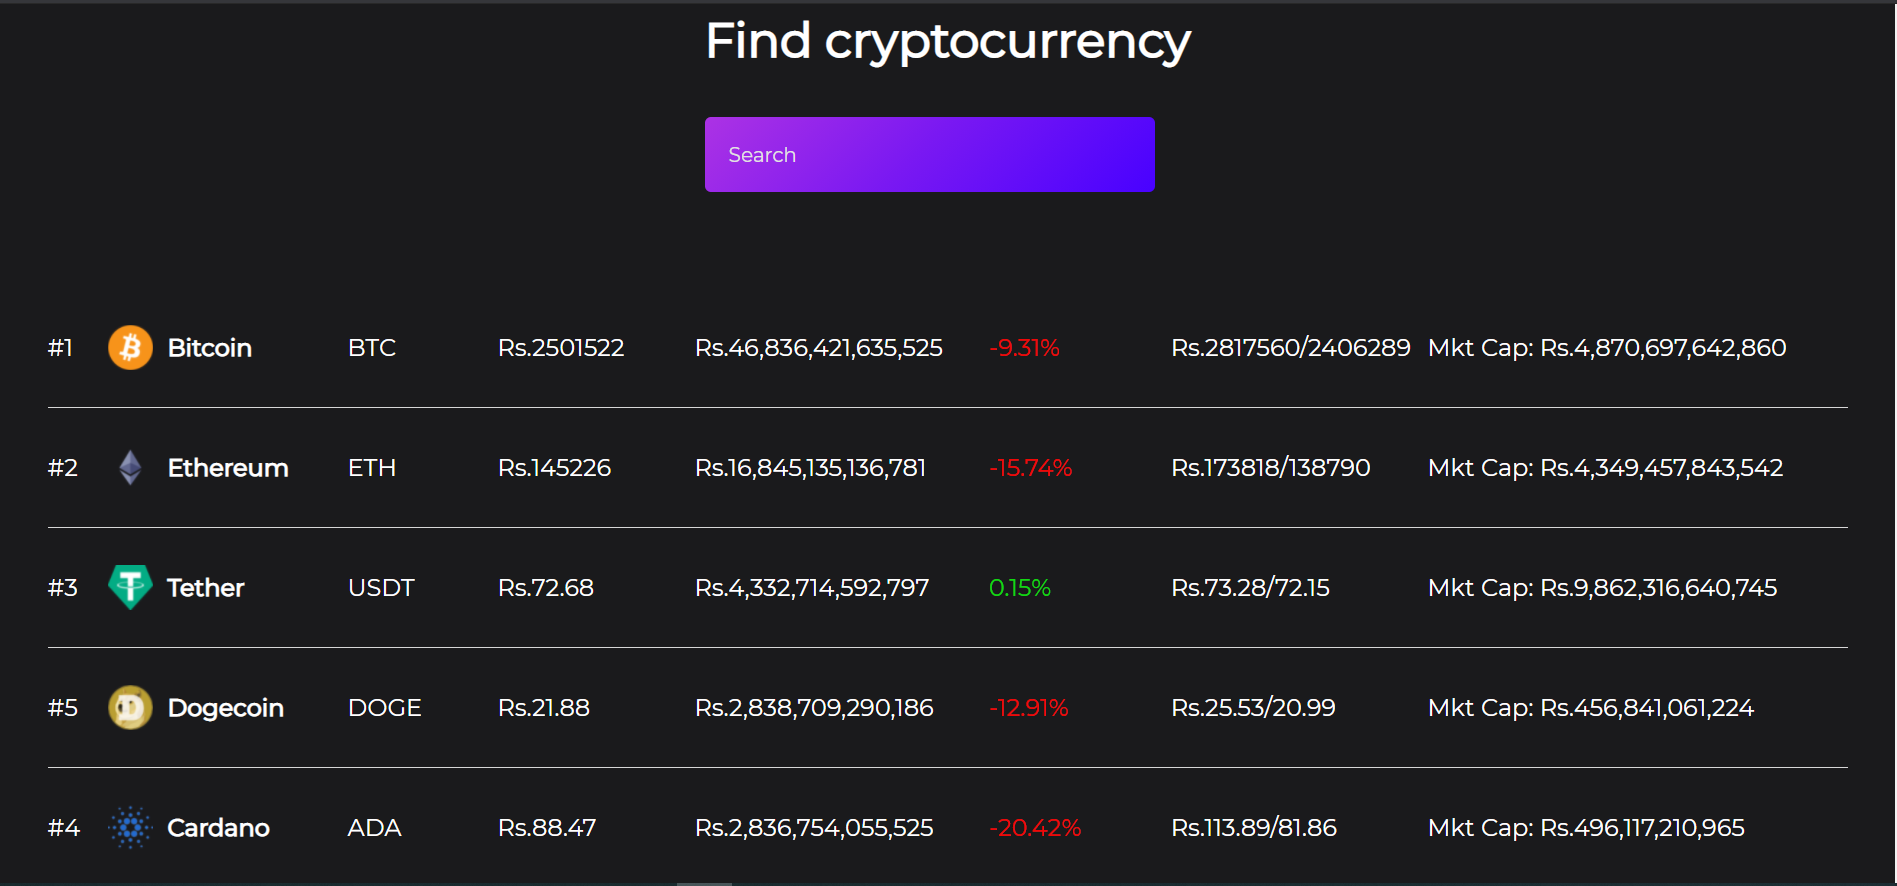 Find cryptocurrency
Search
#1 Bitcoin BTC Rs.2501522 Rs.46,836,421,635,525 -9.31% Rs.2817560/2406289 Mkt Cap: Rs.4,870,697,642,860
#2 Ethereum ETH Rs.145226 Rs.16,845,135,136,781 -15.74% Rs.173818/138790 Mkt Cap: Rs.4,349,457,843,542
#3 Tether USDT Rs.72.68 Rs.4,332,714,592,797 0.15% Rs.73.28/72.15 Mkt Cap: Rs.9,862,316,640,745
#5 Dogecoin DOGE Rs.21.88 Rs.2,838,709,290,186 -12.91% Rs.25.53/20.99 Mkt Cap: Rs.456,841,061,224
#4 Cardano ADA Rs.88.47 Rs.2,836,754,055,525 -20.42% Rs.113.89/81.86 Mkt Cap: Rs.496,117,210,965